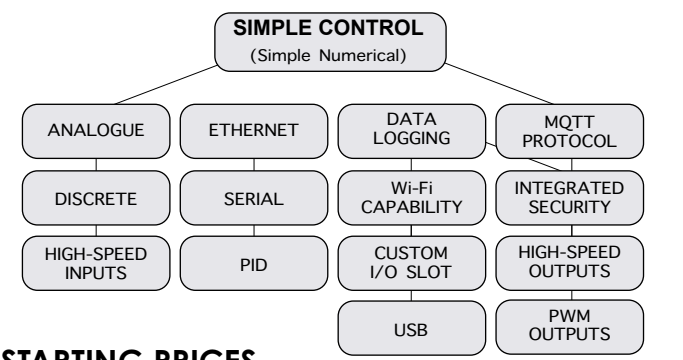 SIMPLE CONTROL
(Simple Numerical)
ANALOGUE
ETHERNET
DATA
LOGGING
MQTT
PROTOCOL
DISCRETE
SERIAL
Wi-Fi
CAPABILITY
INTEGRATED
SECURITY
HIGH-SPEED
INPUTS
PID
CUSTOM
I/O SLOT
HIGH-SPEED
OUTPUTS
USB
PWM
OUTPUTS
STARTING PRICES